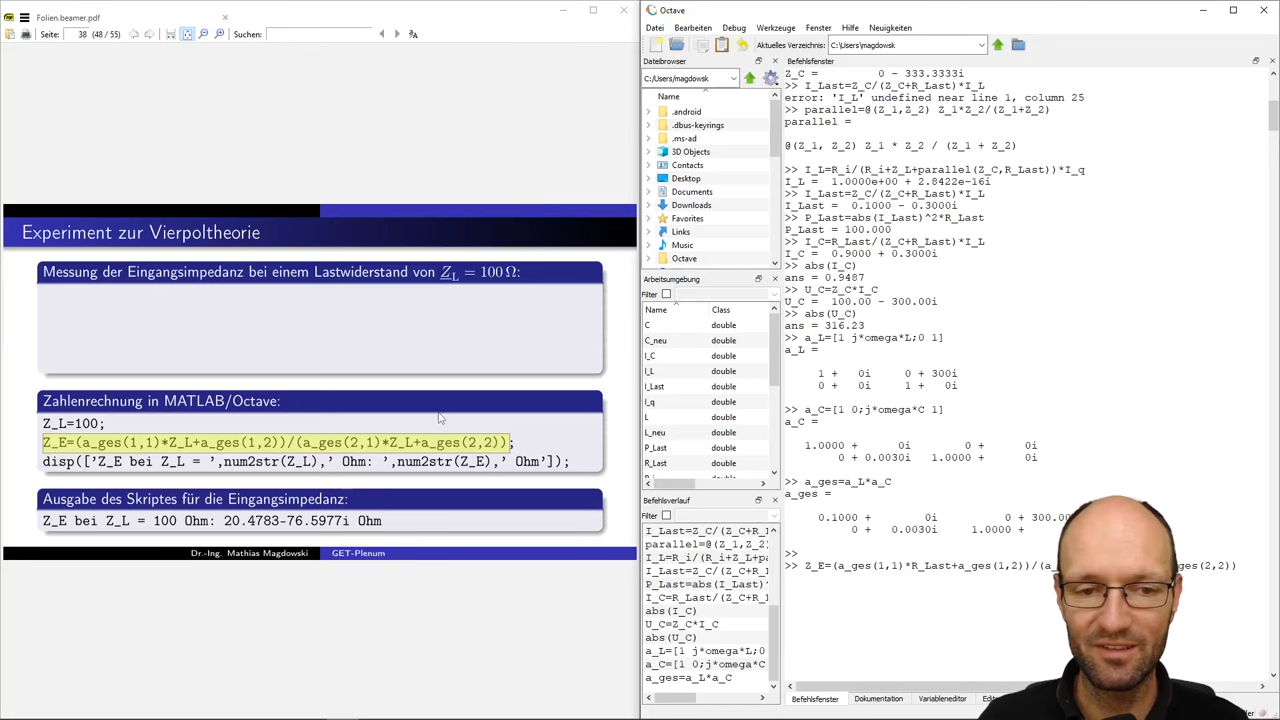 Folien.beamer.pdf
Seite: 38 (48 / 55) Suchen:
Experiment zur Vierpoltheorie
Messung der Eingangsimpedanz bei einem Lastwiderstand von Z_L = 100 Ω:
Zahlenrechnung in MATLAB/Octave:
Z_L=100;
Z_E=(a_ges(1,1)*Z_L+a_ges(1,2))/(a_ges(2,1)*Z_L+a_ges(2,2));
disp(['Z_E bei Z_L = ',num2str(Z_L),' Ohm: ',num2str(Z_E),' Ohm']);
Ausgabe des Skriptes für die Eingangsimpedanz:
Z_E bei Z_L = 100 Ohm: 20.4783-76.5977i Ohm
Dr.-Ing. Mathias Magdowski GET-Plenum
Octave
Datei Bearbeiten Debug Werkzeuge Fenster Hilfe Neuigkeiten
Aktuelles Verzeichnis: C:\Users\magdowsk
Dateibrowser
C:/Users/magdowsk
Name
.android
.dbus-keyrings
.ms-ad
3D Objects
Contacts
Desktop
Documents
Downloads
Favorites
Links
Music
Octave
Arbeitsumgebung
Filter
Name Class
C double
C_neu double
I_C double
I_L double
I_Last double
I_q double
L double
L_neu double
P_Last double
R_Last double
R_i double
Befehlsverlauf
Filter
I_Last=Z_C/(Z_C+R_L
parallel=@(Z_1,Z_2)
I_L=R_i/(R_i+Z_L+pa
I_Last=Z_C/(Z_C+R_L
P_Last=abs(I_Last)^
I_C=R_Last/(Z_C+R_L
abs(I_C)
U_C=Z_C*I_C
abs(U_C)
a_L=[1 j*omega*L;0
a_C=[1 0;j*omega*C
a_ges=a_L*a_C
Befehlsfenster
Z_C = 0 - 333.3333i
>> I_Last=Z_C/(Z_C+R_Last)*I_L
error: 'I_L' undefined near line 1, column 25
>> parallel=@(Z_1,Z_2) Z_1*Z_2/(Z_1+Z_2)
parallel =
@(Z_1, Z_2) Z_1 * Z_2 / (Z_1 + Z_2)
>> I_L=R_i/(R_i+Z_L+parallel(Z_C,R_Last))*I_q
I_L = 1.0000e+00 + 2.8422e-16i
>> I_Last=Z_C/(Z_C+R_Last)*I_L
I_Last = 0.1000 - 0.3000i
>> P_Last=abs(I_Last)^2*R_Last
P_Last = 100.000
>> I_C=R_Last/(Z_C+R_Last)*I_L
I_C = 0.9000 + 0.3000i
>> abs(I_C)
ans = 0.9487
>> U_C=Z_C*I_C
U_C = 100.00 - 300.00i
>> abs(U_C)
ans = 316.23
>> a_L=[1 j*omega*L;0 1]
a_L =
1 + 0i 0 + 300i
0 + 0i 1 + 0i
>> a_C=[1 0;j*omega*C 1]
a_C =
1.0000 + 0i 0 + 0i
0 + 0.0030i 1.0000 + 0i
>> a_ges=a_L*a_C
a_ges =
0.1000 + 0i 0 + 300.00
0 + 0.0030i 1.0000 +
>>
>> Z_E=(a_ges(1,1)*R_Last+a_ges(1,2))/(a_ ges(2,2))
Befehlsfenster Dokumentation Variableneditor Edi